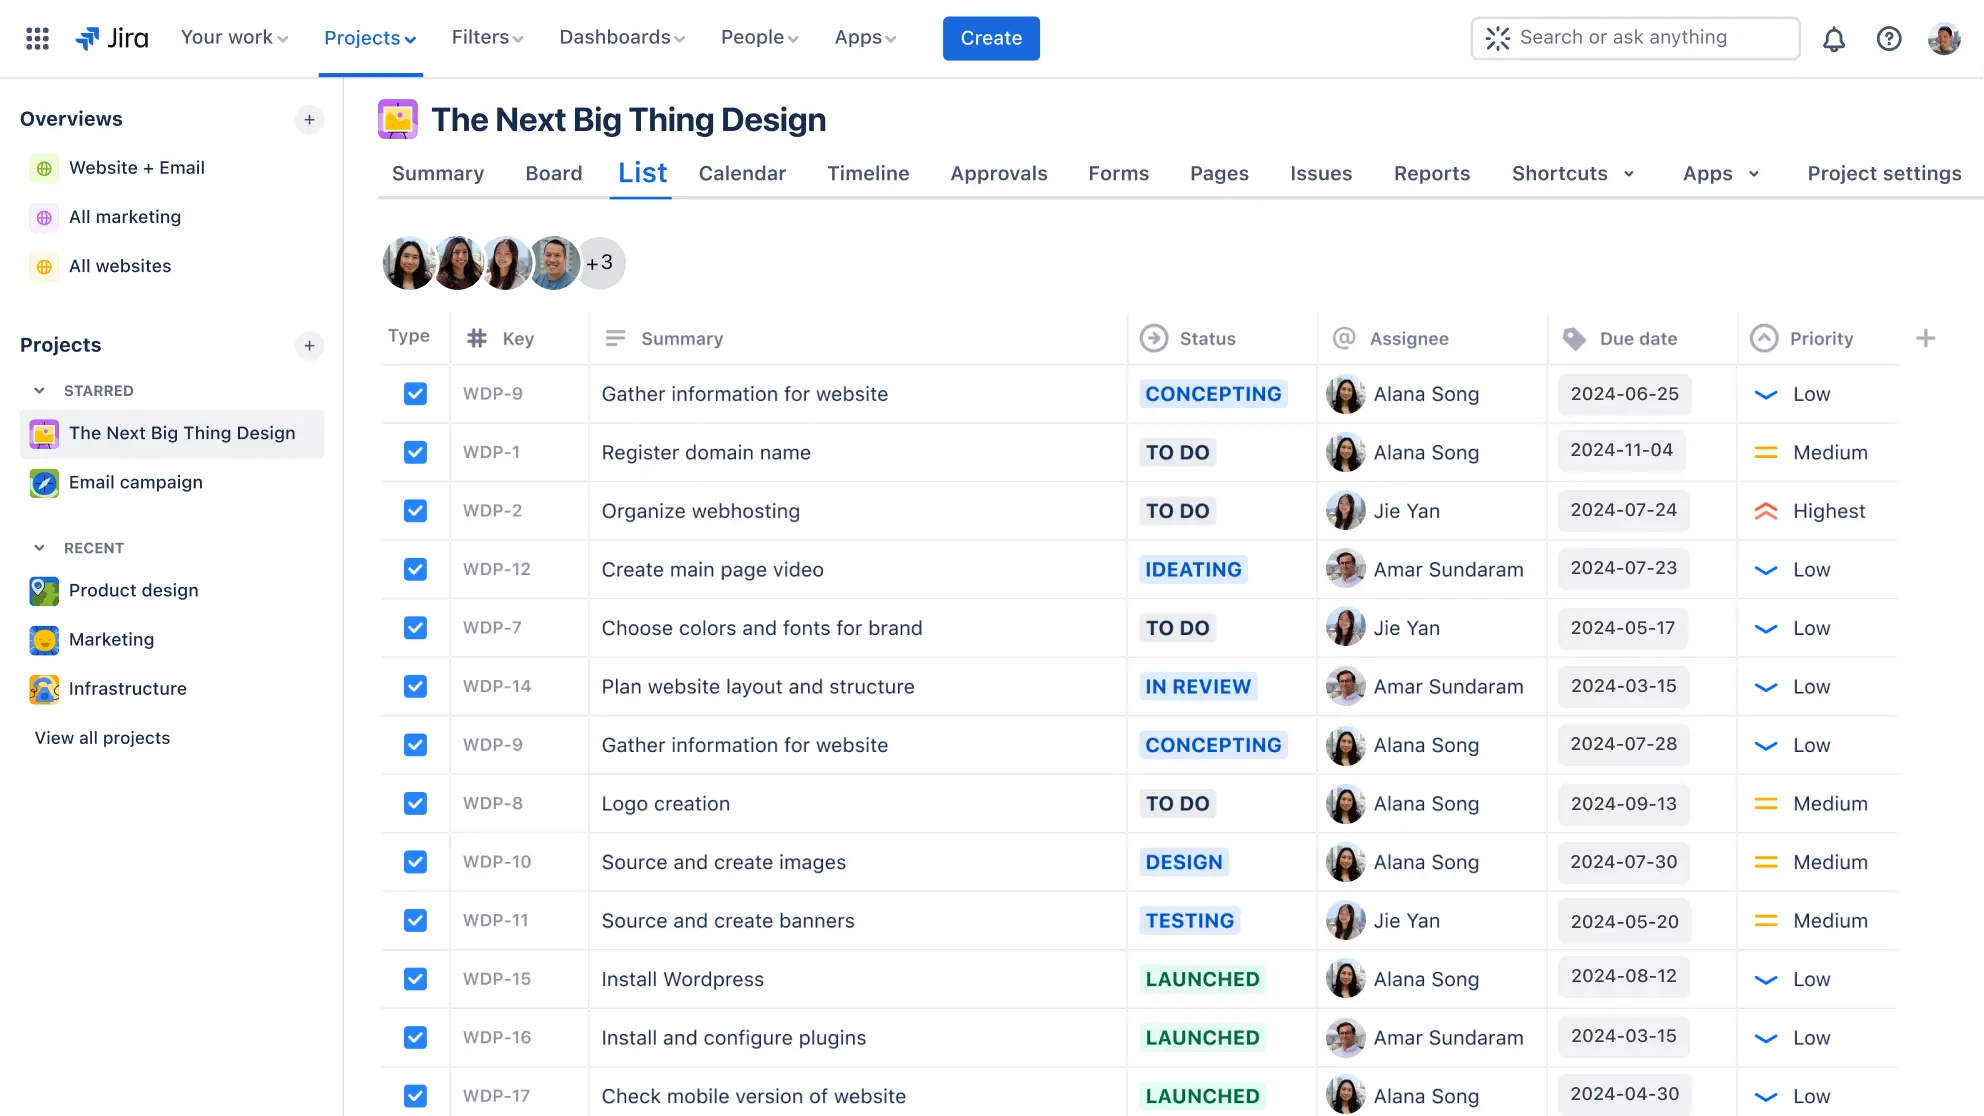 Jira Your work Projects Filters Dashboards People Apps Create Search or ask anything
Overviews
Website + Email
All marketing
All websites
Projects
STARRED
The Next Big Thing Design
Email campaign
RECENT
Product design
Marketing
Infrastructure
View all projects
The Next Big Thing Design
Summary Board List Calendar Timeline Approvals Forms Pages Issues Reports Shortcuts Apps Project settings
+3
Type # Key Summary Status @ Assignee Due date Priority +
WDP-9 Gather information for website CONCEPTING Alana Song 2024-06-25 Low
WDP-1 Register domain name TO DO Alana Song 2024-11-04 Medium
WDP-2 Organize webhosting TO DO Jie Yan 2024-07-24 Highest
WDP-12 Create main page video IDEATING Amar Sundaram 2024-07-23 Low
WDP-7 Choose colors and fonts for brand TO DO Jie Yan 2024-05-17 Low
WDP-14 Plan website layout and structure IN REVIEW Amar Sundaram 2024-03-15 Low
WDP-9 Gather information for website CONCEPTING Alana Song 2024-07-28 Low
WDP-8 Logo creation TO DO Alana Song 2024-09-13 Medium
WDP-10 Source and create images DESIGN Alana Song 2024-07-30 Medium
WDP-11 Source and create banners TESTING Jie Yan 2024-05-20 Medium
WDP-15 Install Wordpress LAUNCHED Alana Song 2024-08-12 Low
WDP-16 Install and configure plugins LAUNCHED Amar Sundaram 2024-03-15 Low
WDP-17 Check mobile version of website LAUNCHED Alana Song 2024-04-30 Low